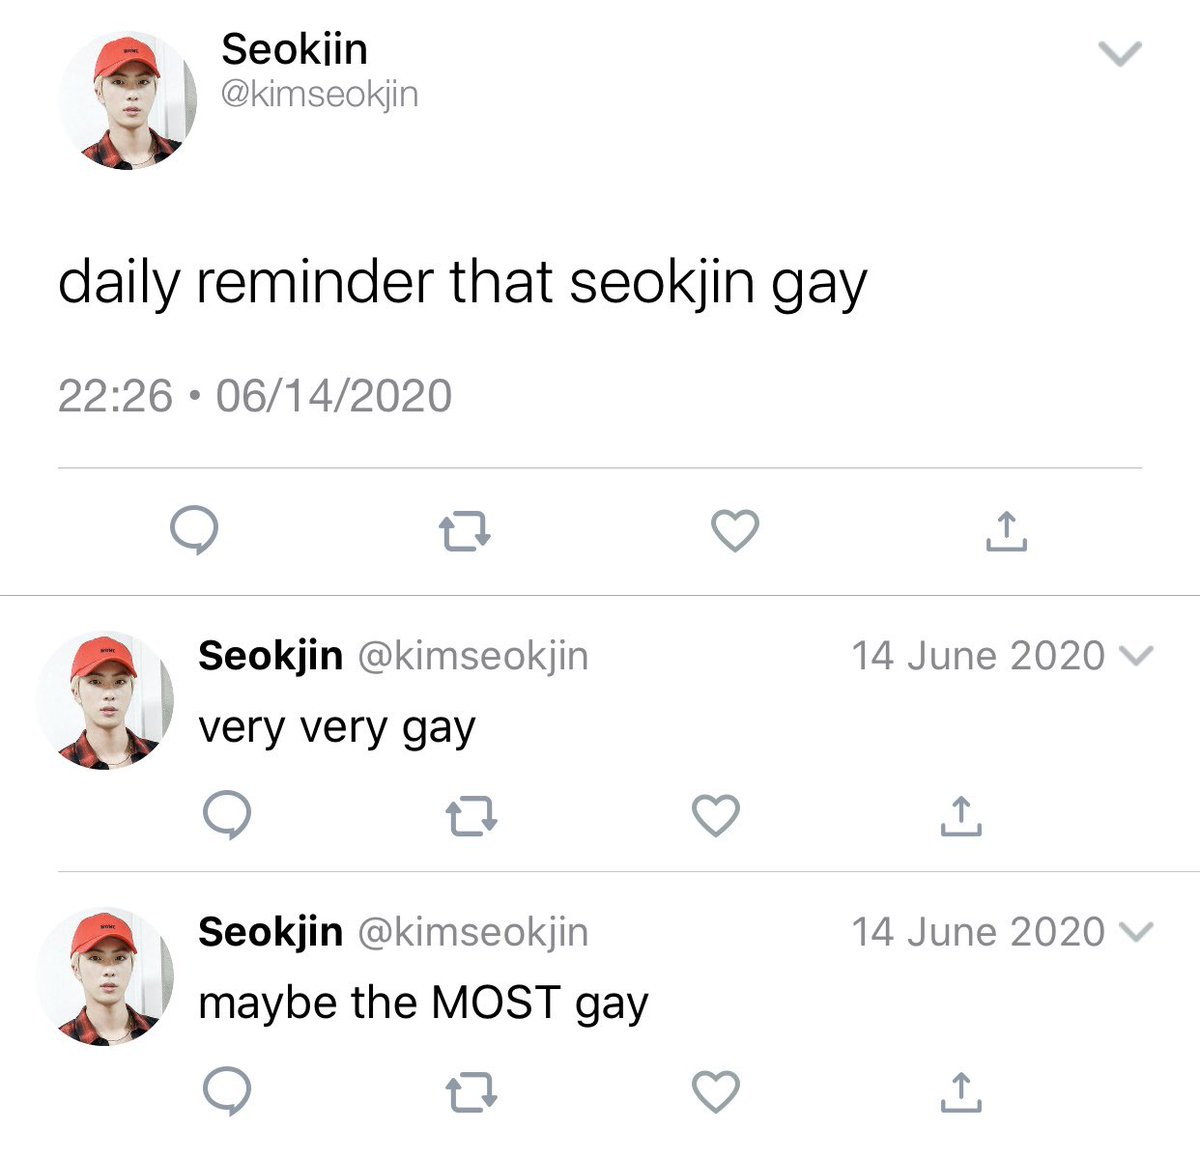 Seokjin
@kimseokjin
daily reminder that seokjin gay
22:26 • 06/14/2020
Seokjin @kimseokjin 14 June 2020
very very gay
Seokjin @kimseokjin 14 June 2020
maybe the MOST gay